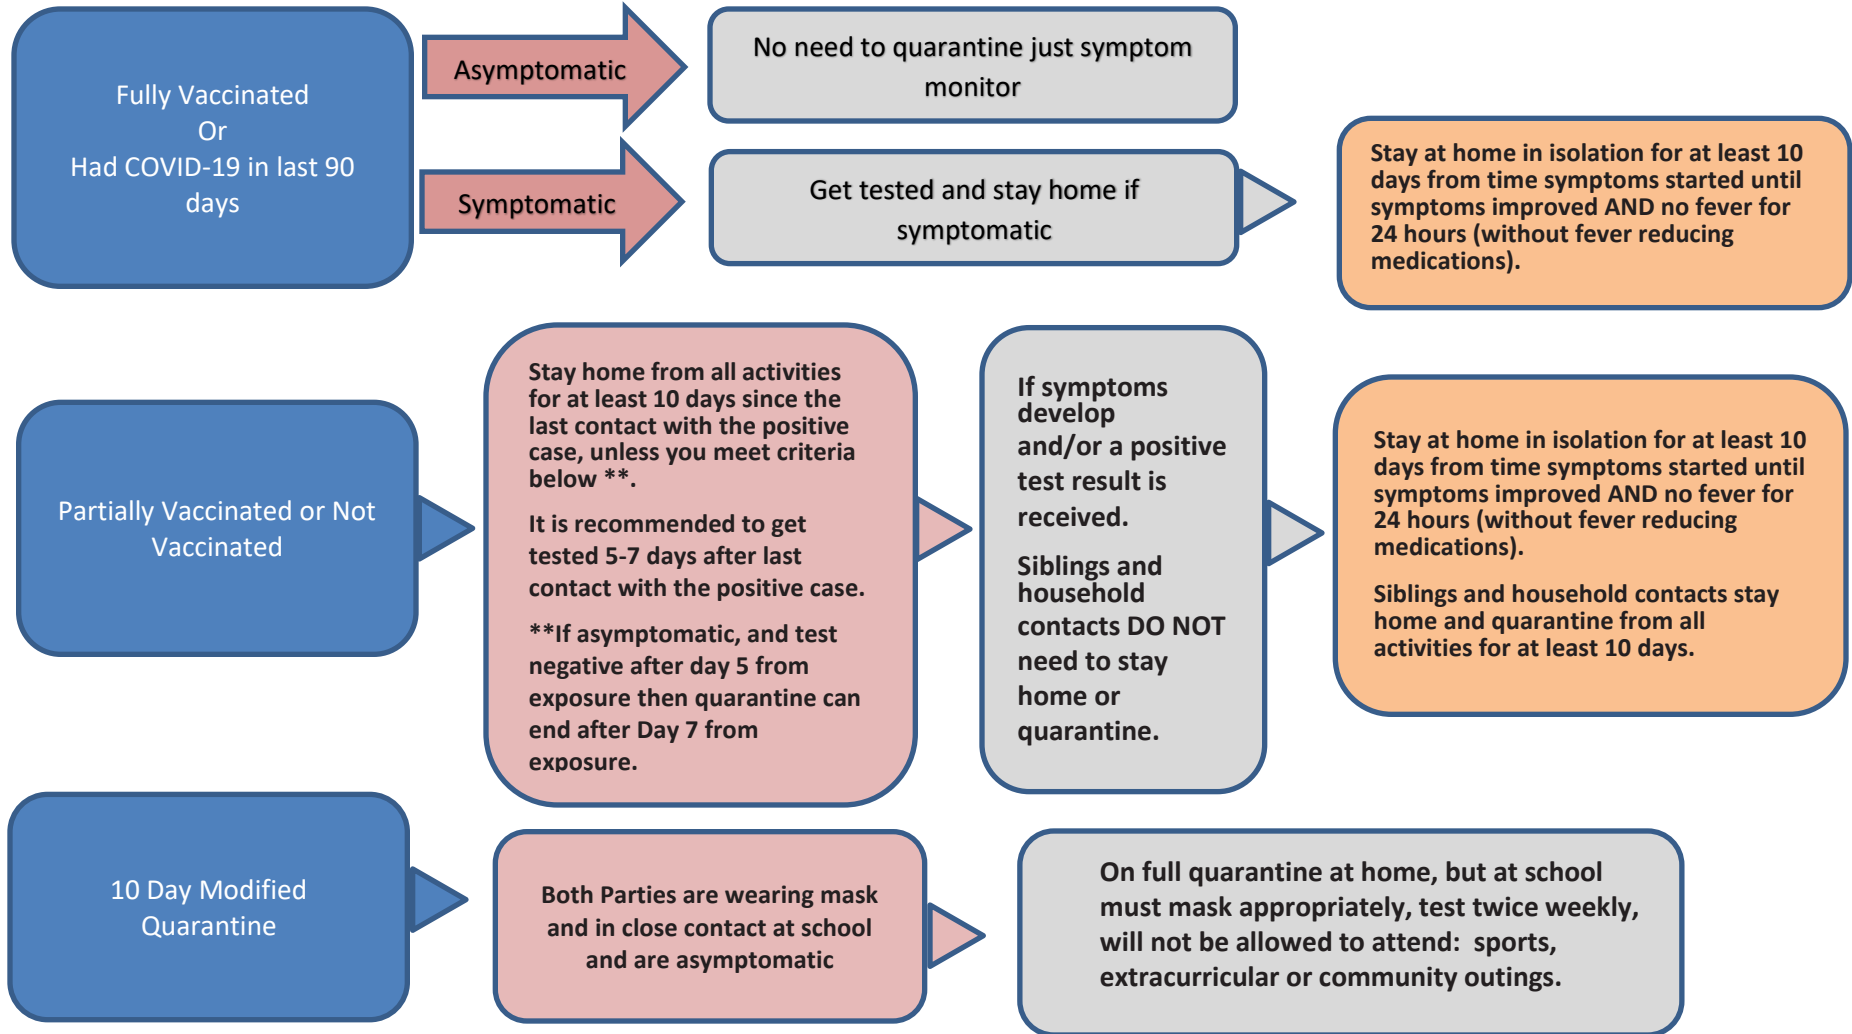 Fully Vaccinated
Or
Had COVID-19 in last 90
days
Asymptomatic
No need to quarantine just symptom
monitor
Symptomatic
Get tested and stay home if
symptomatic
Stay at home in isolation for at least 10
days from time symptoms started until
symptoms improved AND no fever for
24 hours (without fever reducing
medications).
Partially Vaccinated or Not
Vaccinated
Stay home from all activities
for at least 10 days since the
last contact with the positive
case, unless you meet criteria
below **.
It is recommended to get
tested 5-7 days after last
contact with the positive case.
**If asymptomatic, and test
negative after day 5 from
exposure then quarantine can
end after Day 7 from
exposure.
If symptoms
develop
and/or a positive
test result is
received.
Siblings and
household
contacts DO NOT
need to stay
home or
quarantine.
Stay at home in isolation for at least 10
days from time symptoms started until
symptoms improved AND no fever for
24 hours (without fever reducing
medications).
Siblings and household contacts stay
home and quarantine from all
activities for at least 10 days.
10 Day Modified
Quarantine
Both Parties are wearing mask
and in close contact at school
and are asymptomatic
On full quarantine at home, but at school
must mask appropriately, test twice weekly,
will not be allowed to attend:  sports,
extracurricular or community outings.